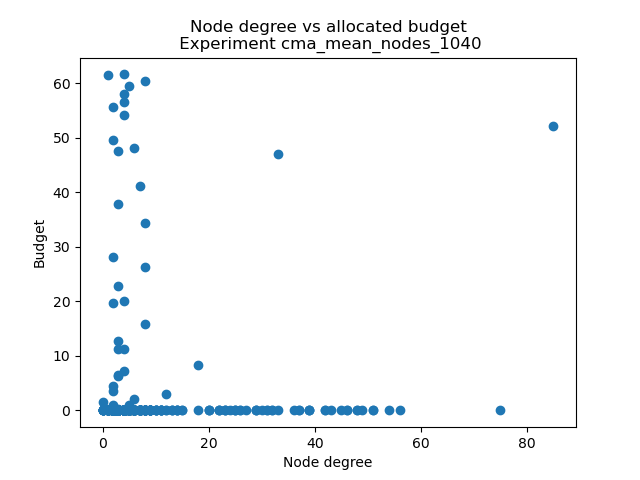 Node degree vs allocated budget
Experiment cma_mean_nodes_1040
60
50
40
30
20
10
0
Budget
0 20 40 60 80
Node degree